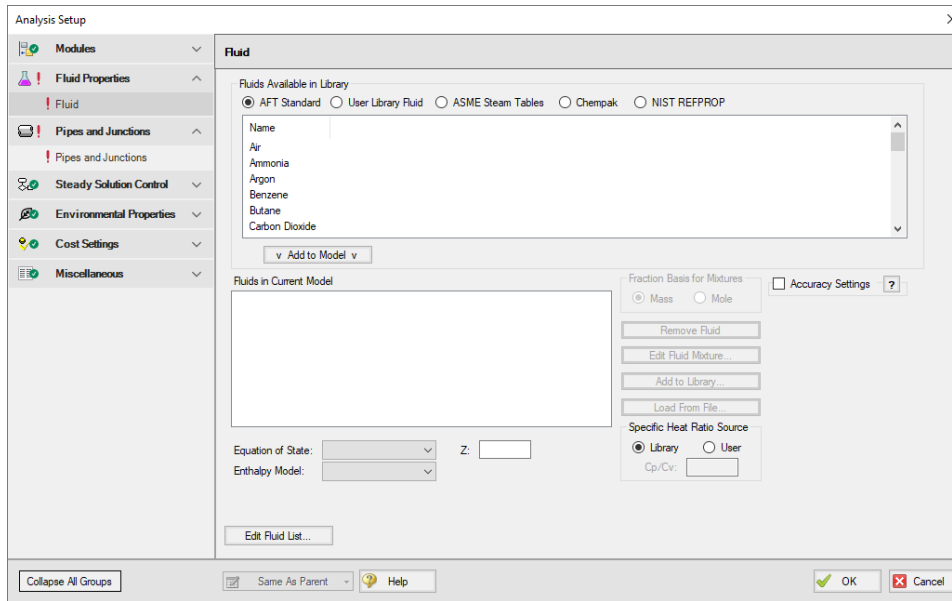 Analysis Setup
Modules
Fluid Properties
Fluid
Pipes and Junctions
Pipes and Junctions
Steady Solution Control
Environmental Properties
Cost Settings
Miscellaneous
Collapse All Groups
Fluid
Fluids Available in Library
AFT Standard User Library Fluid ASME Steam Tables Chempak NIST REFPROP
Name
Air
Ammonia
Argon
Benzene
Butane
Carbon Dioxide
v Add to Model v
Fluids in Current Model
Fraction Basis for Mixtures
Mass Mole
Accuracy Settings ?
Remove Fluid
Edit Fluid Mixture...
Add to Library...
Load From File...
Specific Heat Ratio Source
Library User
Cp/Cv:
Equation of State: Z:
Enthalpy Model:
Edit Fluid List...
Same As Parent Help OK Cancel